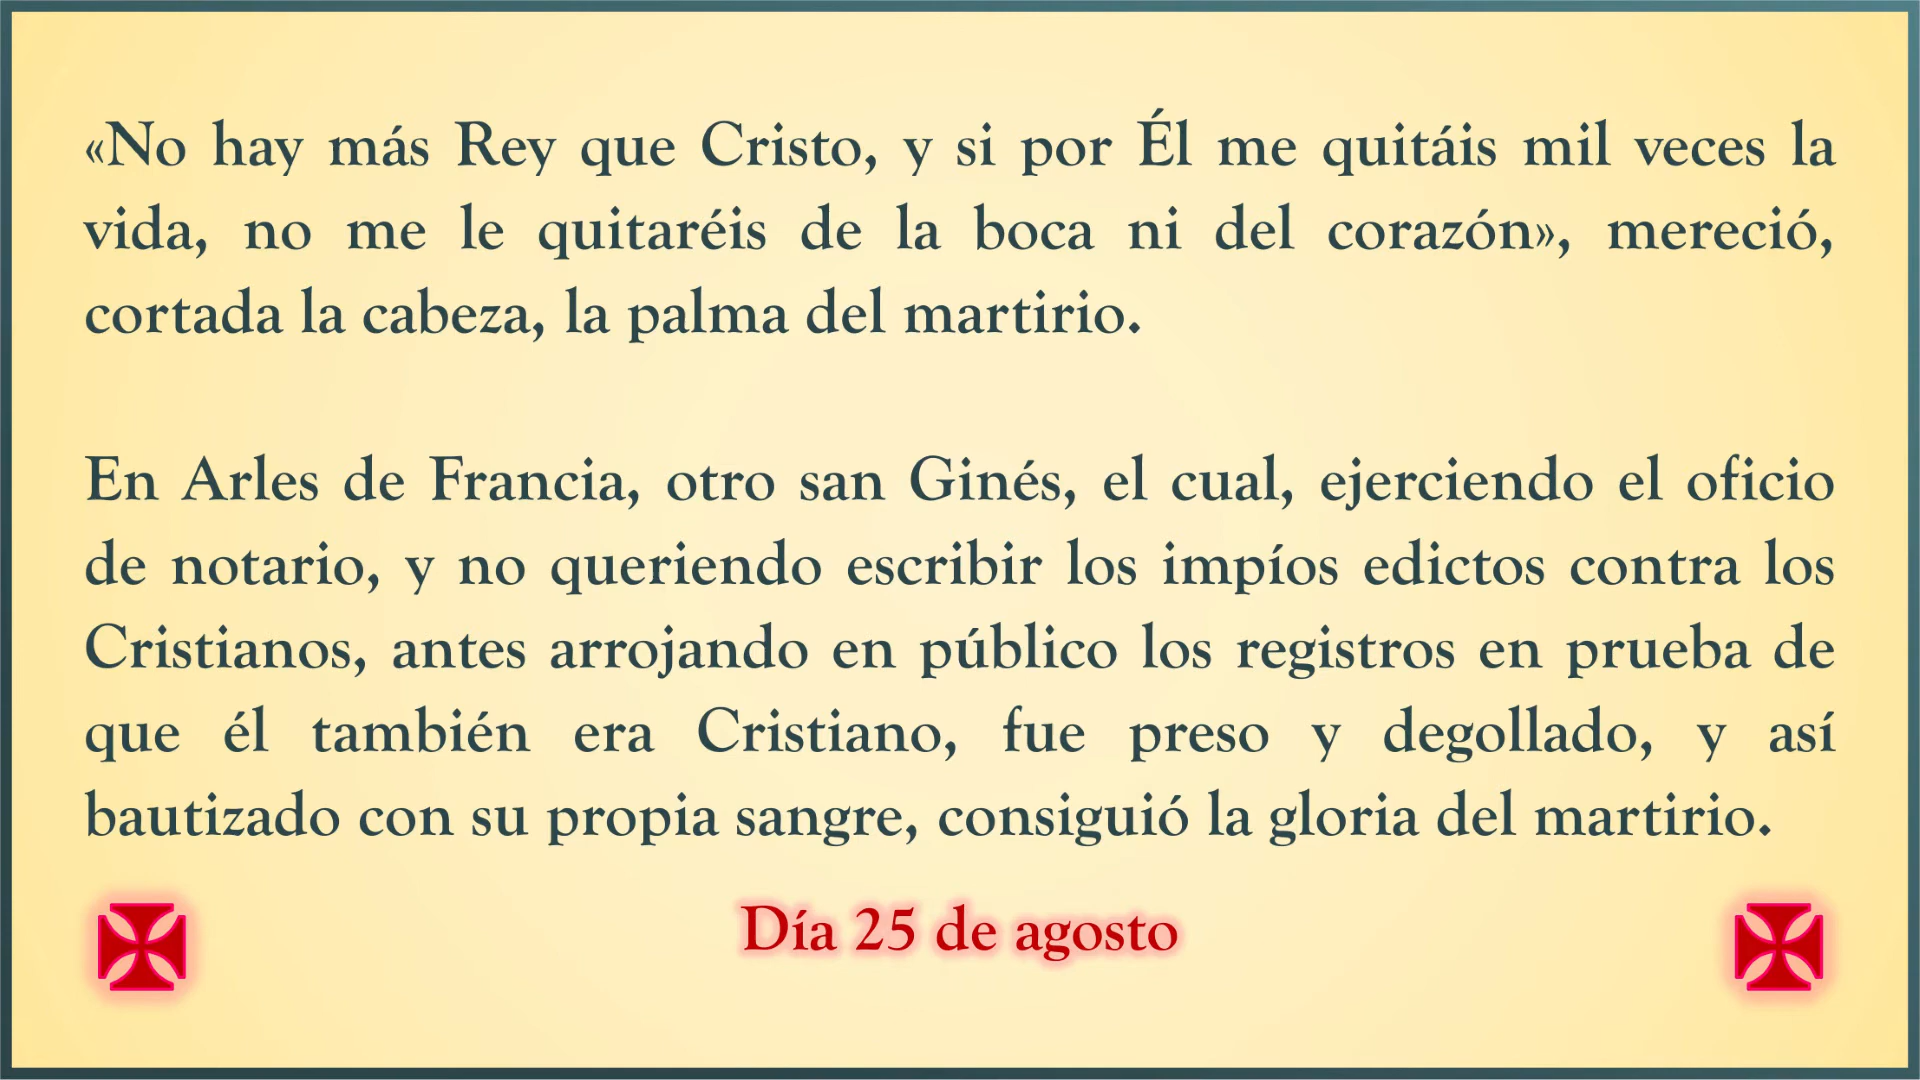 «No hay más Rey que Cristo, y si por Él me quitáis mil veces la
vida, no me le quitaréis de la boca ni del corazón», mereció,
cortada la cabeza, la palma del martirio.
En Arles de Francia, otro san Ginés, el cual, ejerciendo el oficio
de notario, y no queriendo escribir los impíos edictos contra los
Cristianos, antes arrojando en público los registros en prueba de
que él también era Cristiano, fue preso y degollado, y así
bautizado con su propia sangre, consiguió la gloria del martirio.
Día 25 de agosto